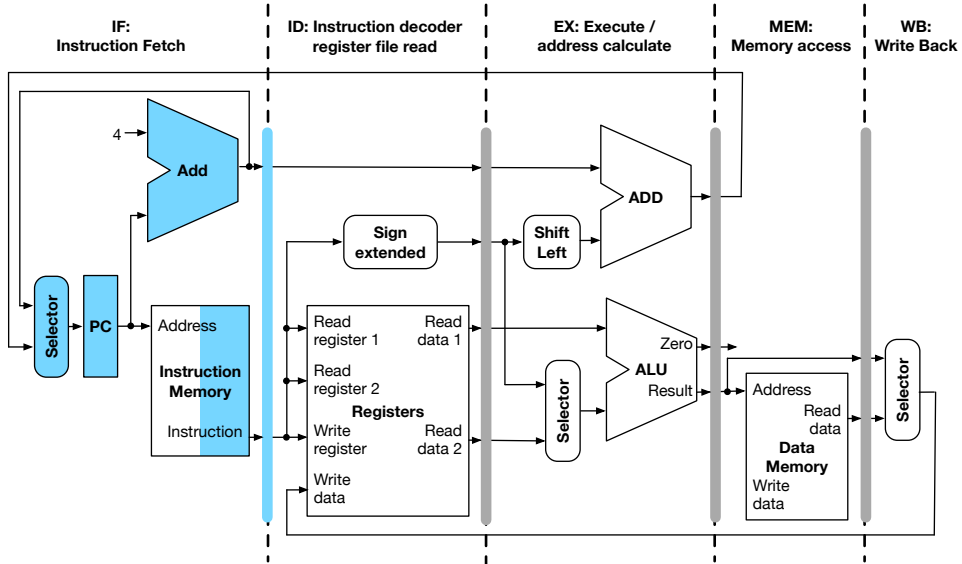 IF:
Instruction Fetch
ID: Instruction decoder
register file read
EX: Execute /
address calculate
MEM:
Memory access
WB:
Write Back
4
Add
ADD
Sign
extended
Shift
Left
Selector
PC
Address
Instruction
Memory
Instruction
Read
register 1
Read
data 1
Read
register 2
Registers
Write
register
Read
data 2
Write
data
Selector
Zero
ALU
Result
Address
Read
data
Data
Memory
Write
data
Selector